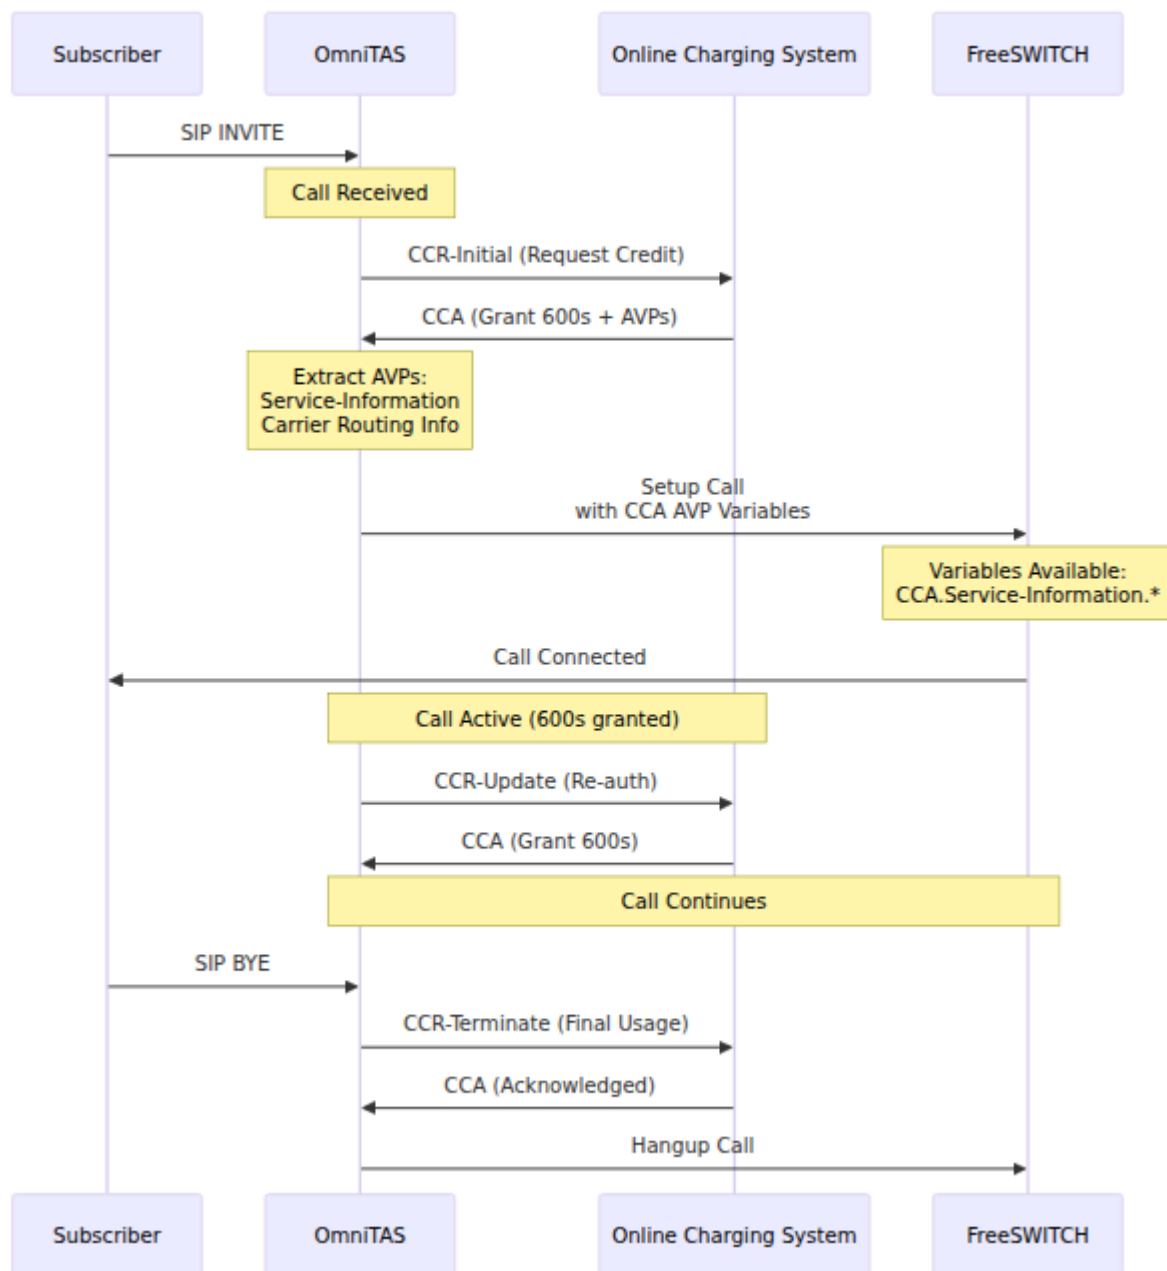 Subscriber
OmniTAS
Online Charging System
FreeSWITCH
SIP INVITE
Call Received
CCR-Initial (Request Credit)
CCA (Grant 600s + AVPs)
Extract AVPs:
Service-Information
Carrier Routing Info
Setup Call
with CCA AVP Variables
Variables Available:
CCA.Service-Information.*
Call Connected
Call Active (600s granted)
CCR-Update (Re-auth)
CCA (Grant 600s)
Call Continues
SIP BYE
CCR-Terminate (Final Usage)
CCA (Acknowledged)
Hangup Call
Subscriber
OmniTAS
Online Charging System
FreeSWITCH